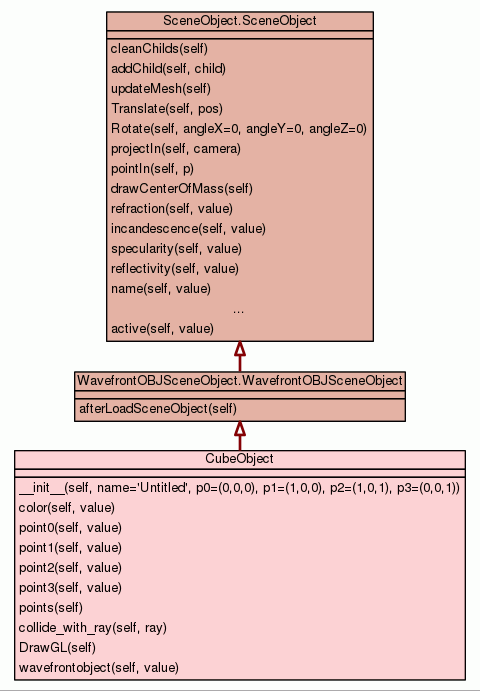 SceneObject.SceneObject
cleanChilds(self)
addChild(self, child)
updateMesh(self)
Translate(self, pos)
Rotate(self, angleX=0, angleY=0, angleZ=0)
projectIn(self, camera)
pointIn(self, p)
drawCenterOfMass(self)
refraction(self, value)
incandescence(self, value)
specularity(self, value)
reflectivity(self, value)
name(self, value)
...
active(self, value)
WavefrontOBJSceneObject.WavefrontOBJSceneObject
afterLoadSceneObject(self)
CubeObject
__init__(self, name='Untitled', p0=(0,0,0), p1=(1,0,0), p2=(1,0,1), p3=(0,0,1))
color(self, value)
point0(self, value)
point1(self, value)
point2(self, value)
point3(self, value)
points(self)
collide_with_ray(self, ray)
DrawGL(self)
wavefrontobject(self, value)